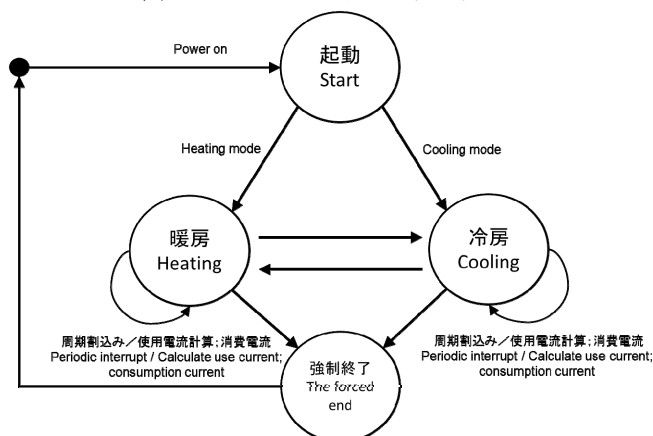 Power on
起動
Start
Heating mode
Cooling mode
暖房
Heating
冷房
Cooling
周期割込み／使用電流計算；消費電流
Periodic interrupt / Calculate use current;
consumption current
周期割込み／使用電流計算；消費電流
Periodic interrupt / Calculate use current;
consumption current
強制終了
The forced
end